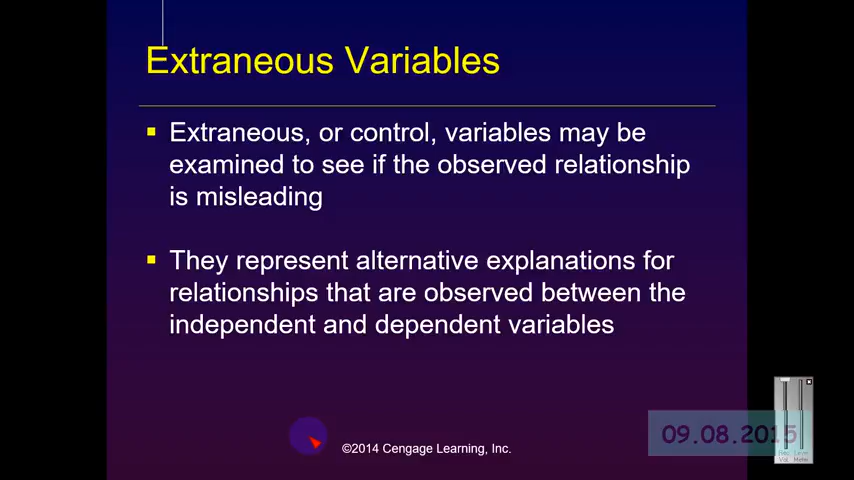 Extraneous Variables
▪ Extraneous, or control, variables may be
examined to see if the observed relationship
is misleading
▪ They represent alternative explanations for
relationships that are observed between the
independent and dependent variables
©2014 Cengage Learning, Inc.
09.08.2015